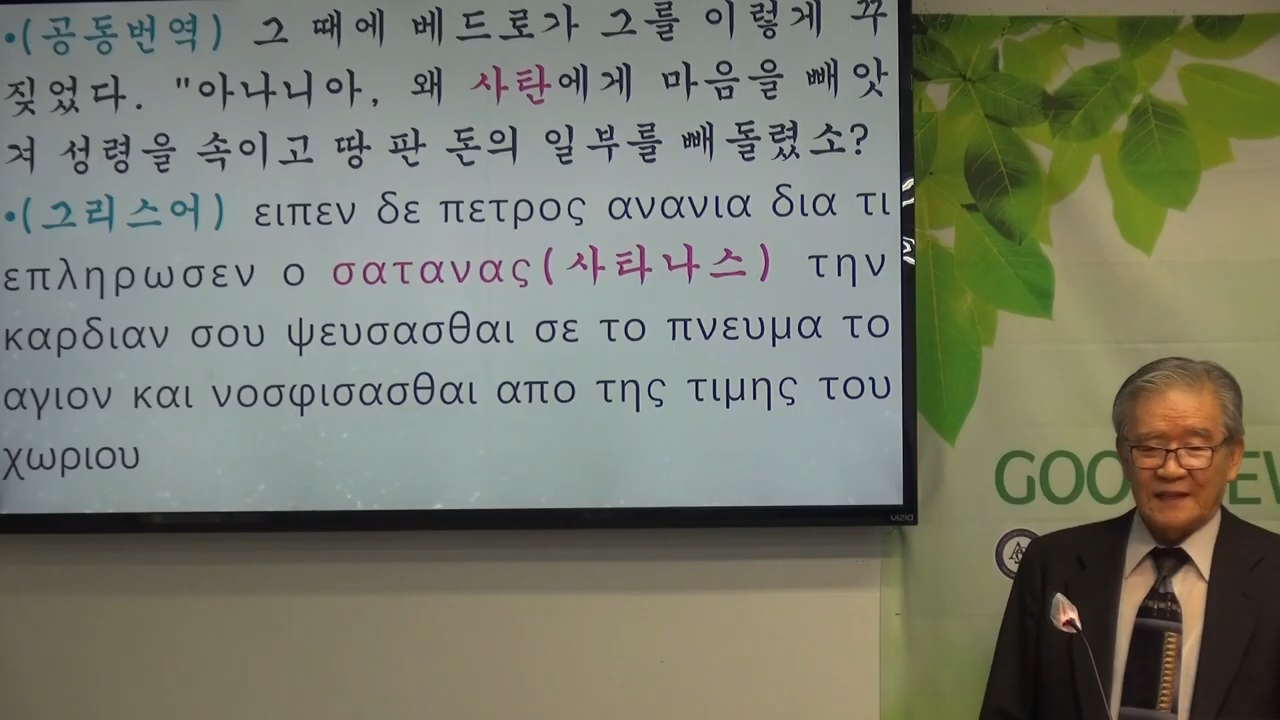 •(공동번역) 그 때에 베드로가 그를 이렇게 꾸
짖었다. "아나니아, 왜 사탄에게 마음을 빼앗
겨 성령을 속이고 땅 판 돈의 일부를 빼돌렸소?
•(그리스어) ειπεν δε πετρος ανανια δια τι
επληρωσεν ο σατανας(사타나스) την
καρδιαν σου ψευσασθαι σε το πνευμα το
αγιον και νοσφισασθαι απο της τιμης του
χωριου
VIZIO